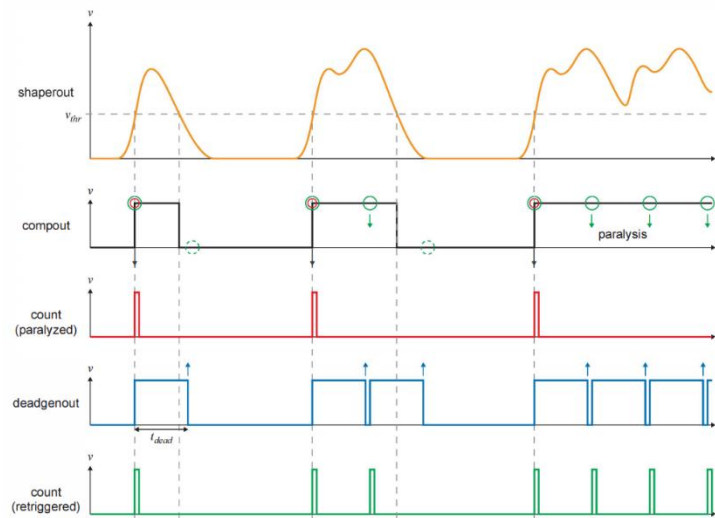 v
shaperout
v_thr
v
compout
paralysis
v
count
(paralyzed)
v
deadgenout
t_dead
v
count
(retriggered)